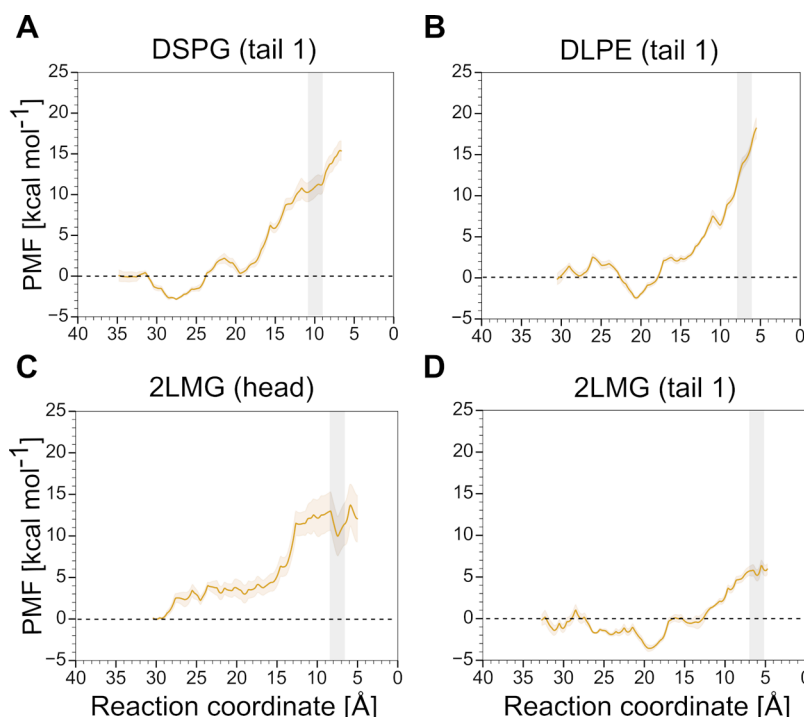 A
B
DSPG (tail 1)
DLPE (tail 1)
PMF [kcal mol−1]
25
20
15
10
5
0
−5
40 35 30 25 20 15 10 5 0
25
20
15
10
5
0
−5
40 35 30 25 20 15 10 5 0
C
D
2LMG (head)
2LMG (tail 1)
PMF [kcal mol−1]
25
20
15
10
5
0
−5
40 35 30 25 20 15 10 5 0
Reaction coordinate [Å]
25
20
15
10
5
0
−5
40 35 30 25 20 15 10 5 0
Reaction coordinate [Å]